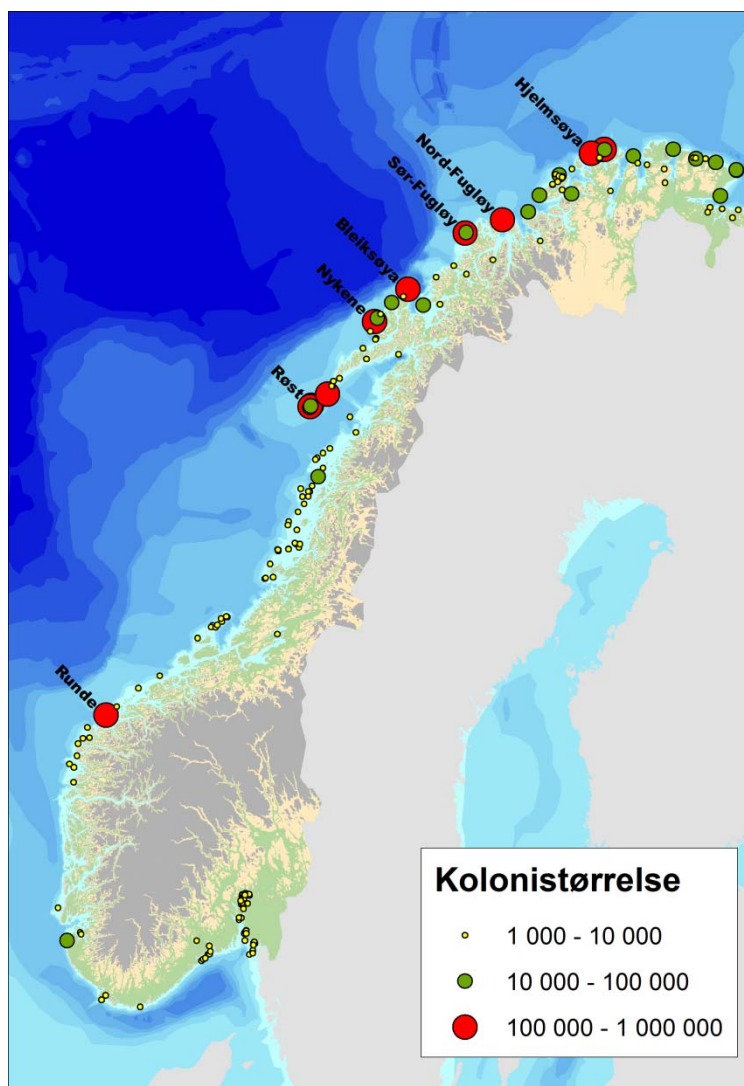 Hjelmsøya
Nord-Fugløy
Sør-Fugløy
Bleiksøya
Nykene
Røst
Runde
Kolonistørrelse
1 000 - 10 000
10 000 - 100 000
100 000 - 1 000 000